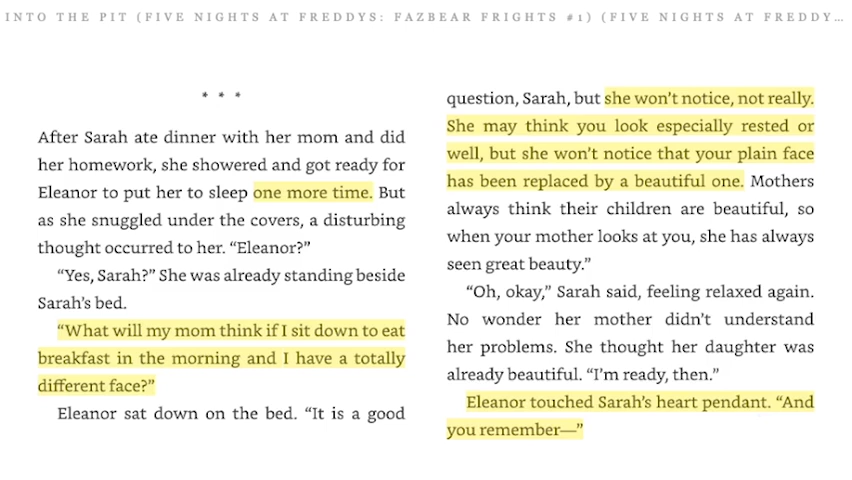 INTO THE PIT (FIVE NIGHTS AT FREDDYS: FAZBEAR FRIGHTS #1) (FIVE NIGHTS AT FREDDY...
* * *
After Sarah ate dinner with her mom and did
her homework, she showered and got ready for
Eleanor to put her to sleep one more time. But
as she snuggled under the covers, a disturbing
thought occurred to her. “Eleanor?”
“Yes, Sarah?” She was already standing beside
Sarah’s bed.
“What will my mom think if I sit down to eat
breakfast in the morning and I have a totally
different face?”
Eleanor sat down on the bed. “It is a good
question, Sarah, but she won’t notice, not really.
She may think you look especially rested or
well, but she won’t notice that your plain face
has been replaced by a beautiful one. Mothers
always think their children are beautiful, so
when your mother looks at you, she has always
seen great beauty.”
“Oh, okay,” Sarah said, feeling relaxed again.
No wonder her mother didn’t understand
her problems. She thought her daughter was
already beautiful. “I’m ready, then.”
Eleanor touched Sarah’s heart pendant. “And
you remember—”